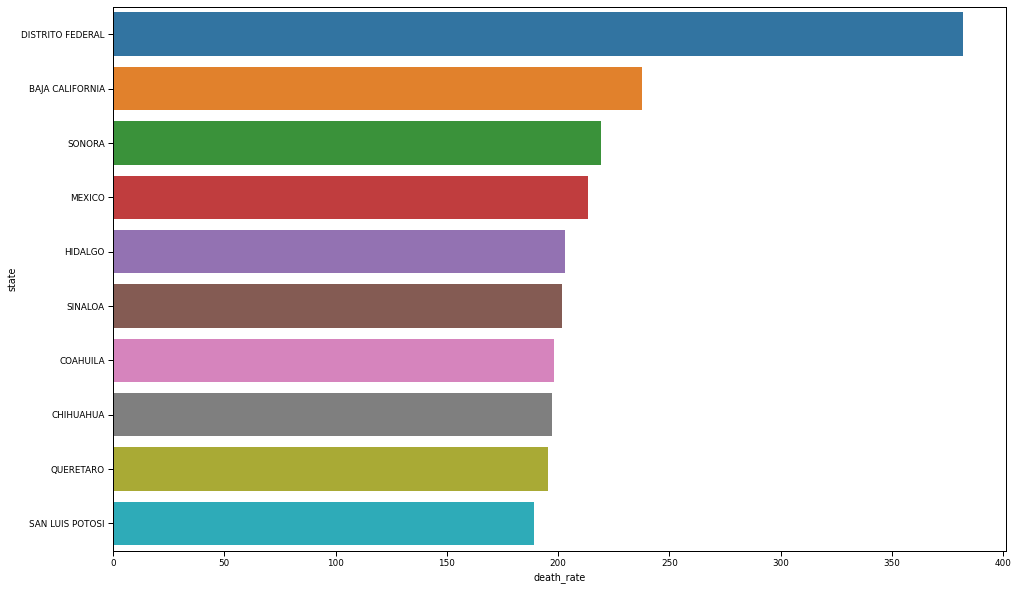 DISTRITO FEDERAL
BAJA CALIFORNIA
SONORA
MEXICO
HIDALGO
SINALOA
COAHUILA
CHIHUAHUA
QUERETARO
SAN LUIS POTOSI
state
0 50 100 150 200 250 300 350 400
death_rate